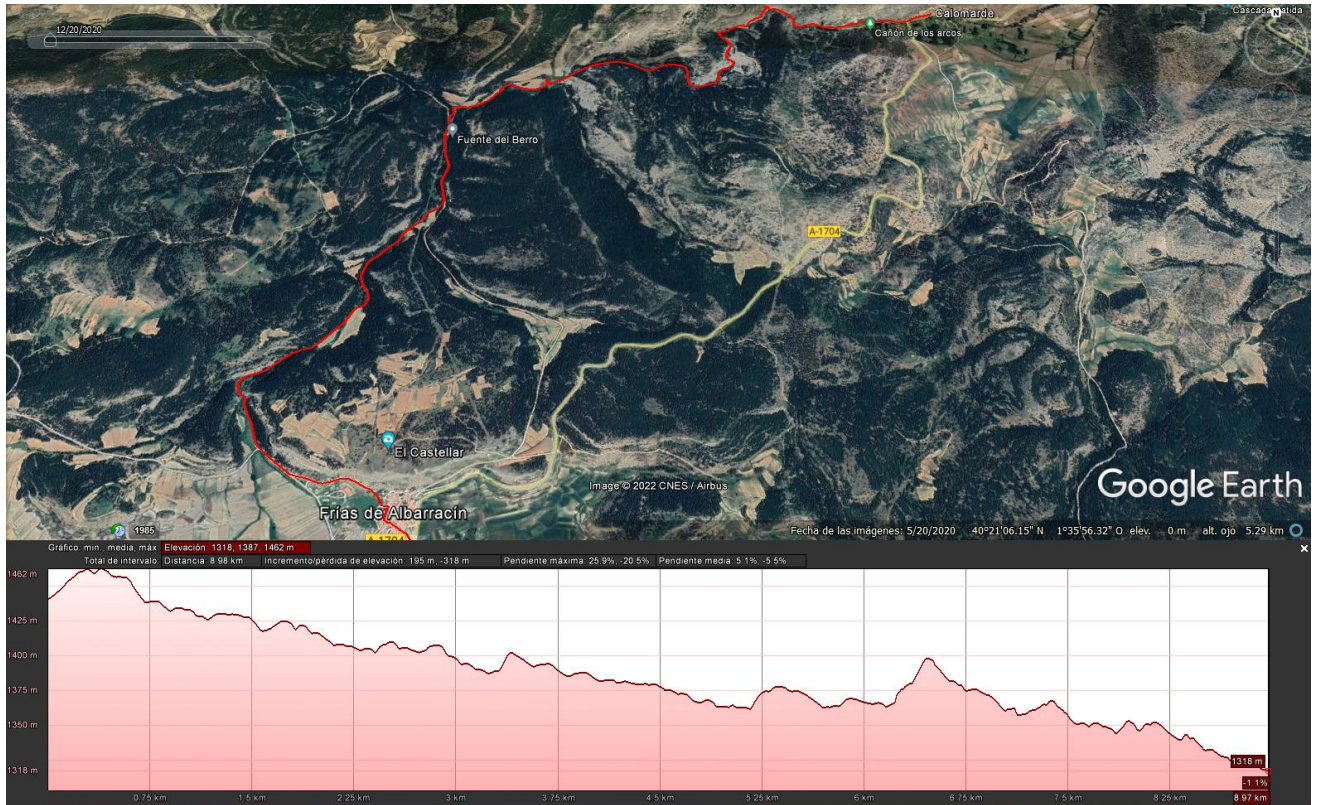 12/20/2020
Calomarde
Cañón de los arcos
N
Fuente del Berro
A-1704
El Castellar
Image © 2022 CNES / Airbus
Google Earth
Frías de Albarracín
1985
A-1704
Fecha de las imágenes: 5/20/2020 40°21'06.15" N 1°35'56.32" O elev. 0 m alt. ojo 5.29 km
Gráfico: min., media, máx Elevación: 1318, 1387, 1462 m
Total de intervalo Distancia: 8.98 km Incremento/pérdida de elevación: 195 m, -318 m Pendiente máxima: 25.9%, -20.5% Pendiente media: 5.1%, -5.5%
1462 m
1425 m
1400 m
1375 m
1350 m
1318 m
1318 m
-1.1%
0.75 km 1.5 km 2.25 km 3 km 3.75 km 4.5 km 5.25 km 6 km 6.75 km 7.5 km 8.25 km 8.97 km